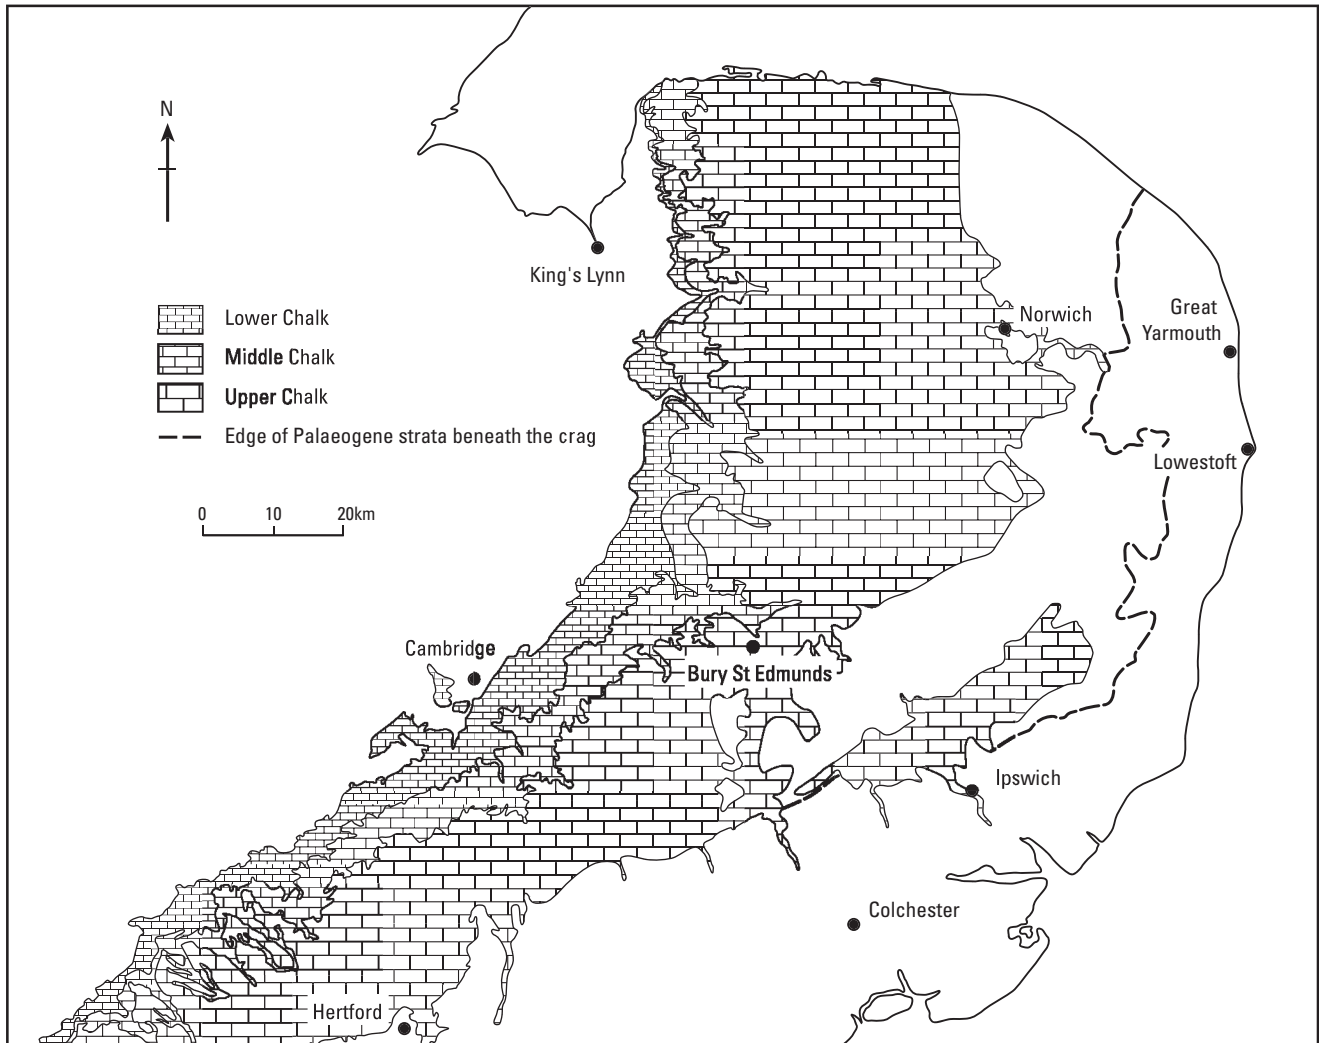 N
King's Lynn
Norwich
Great
Yarmouth
Lower Chalk
Middle Chalk
Upper Chalk
Edge of Palaeogene strata beneath the crag
Lowestoft
0 10 20km
Cambridge
Bury St Edmunds
Ipswich
Colchester
Hertford